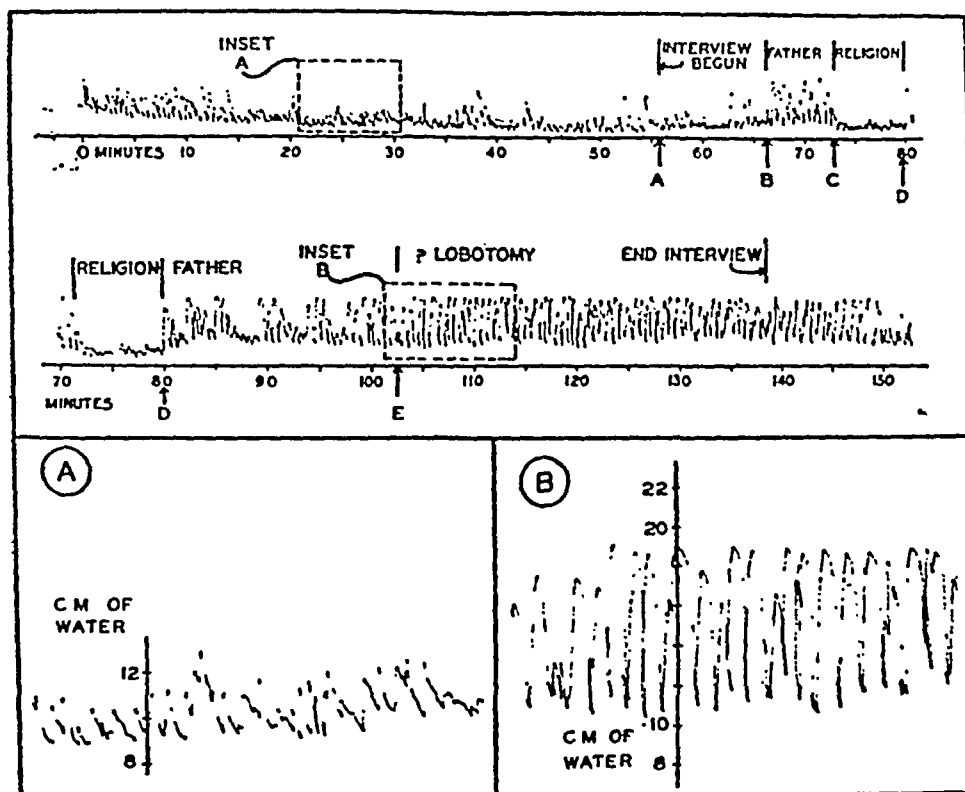 INSET
A
INTERVIEW BEGUN
FATHER
RELIGION
0 MINUTES 10 20 30 40 50 60 70 80
A B C D
RELIGION FATHER
INSET
B
? LOBOTOMY
END INTERVIEW
70 80 90 100 110 120 130 140 150
MINUTES
D E
A
CM OF
WATER
12
8
B
22
20
10
CM OF
WATER
8